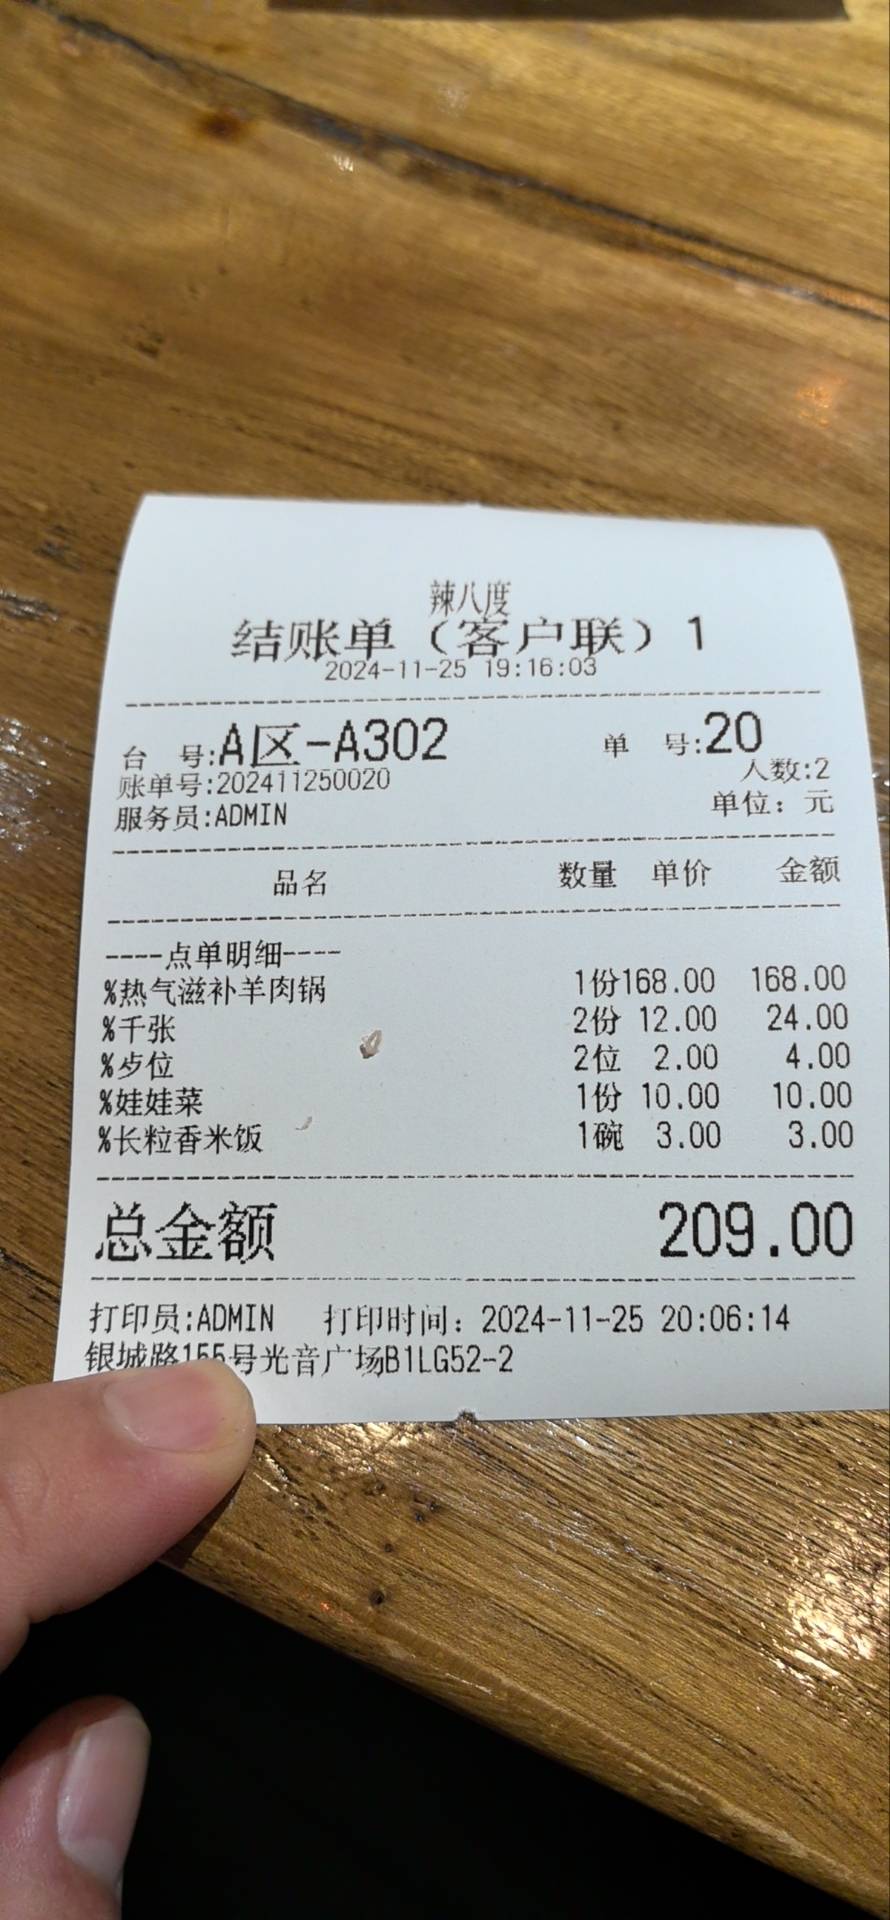 辣八度
结账单（客户联）1
2024-11-25 19:16:03
台 号:A区-A302 单 号:20
账单号:202411250020 人数:2
服务员:ADMIN 单位：元
品名 数量 单价 金额
----点单明细----
%热气滋补羊肉锅 1份168.00 168.00
%千张 2份 12.00 24.00
%歺位 2位 2.00 4.00
%娃娃菜 1份 10.00 10.00
%长粒香米饭 1碗 3.00 3.00
总金额 209.00
打印员:ADMIN 打印时间：2024-11-25 20:06:14
银城路155号光音广场B1LG52-2